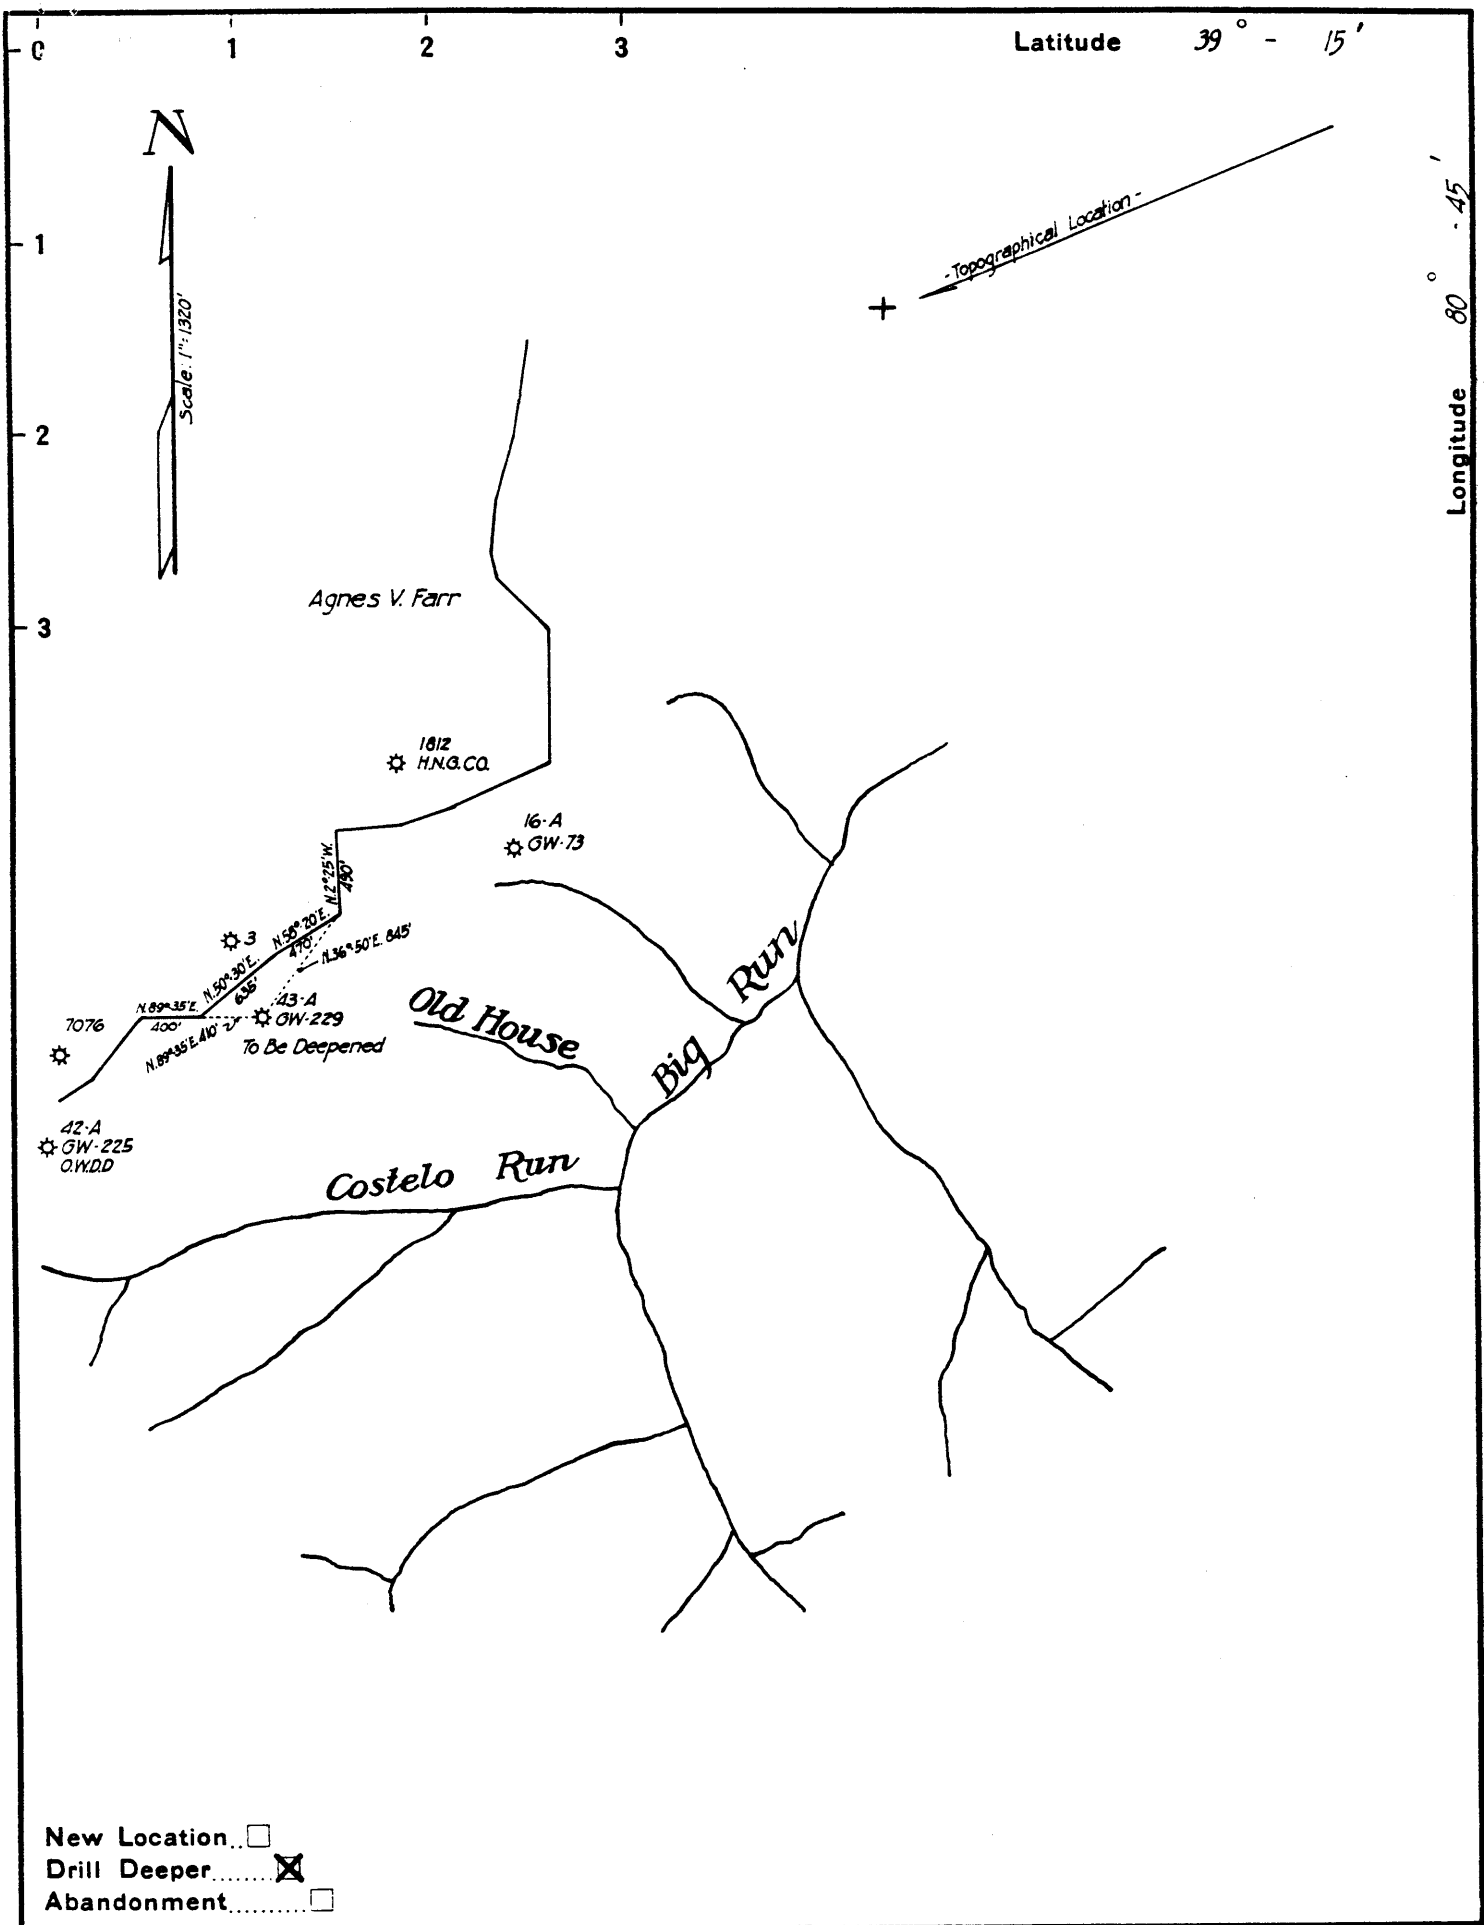 0 1 2 3 Latitude 39° - 15'
N
1
Longitude 80° - 45'
-Topographical Location-
Scale: 1"=1320'
2
Agnes V. Farr
3
1812
H.N.G.CO.
16-A
GW-73
N.2°25'W.
490'
N.58°-20'E.
470'
3
N.36°50'E. 845'
N.50°-30'E.
635'
43-A
GW-229
To Be Deepened
N.89°35'E.
400'
N.89°35'E. 410'
7076
Old House
Big Run
42-A
GW-225
O.W.D.D
Costelo Run
New Location..
Drill Deeper....... X
Abandonment..........